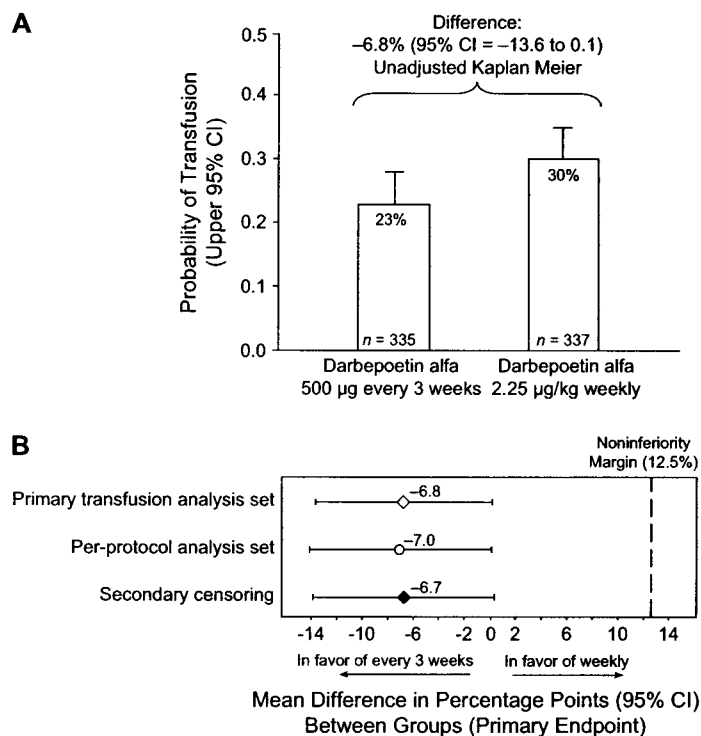 A
Difference:
–6.8% (95% CI = –13.6 to 0.1)
Unadjusted Kaplan Meier
Probability of Transfusion
(Upper 95% CI)
0.5
0.4
0.3
0.2
0.1
0.0
23%
30%
n = 335
n = 337
Darbepoetin alfa
500 µg every 3 weeks
Darbepoetin alfa
2.25 µg/kg weekly
B
Noninferiority
Margin (12.5%)
Primary transfusion analysis set
–6.8
Per-protocol analysis set
–7.0
Secondary censoring
–6.7
-14 -10 -6 -2 0 2 6 10 14
In favor of every 3 weeks
In favor of weekly
Mean Difference in Percentage Points (95% CI)
Between Groups (Primary Endpoint)